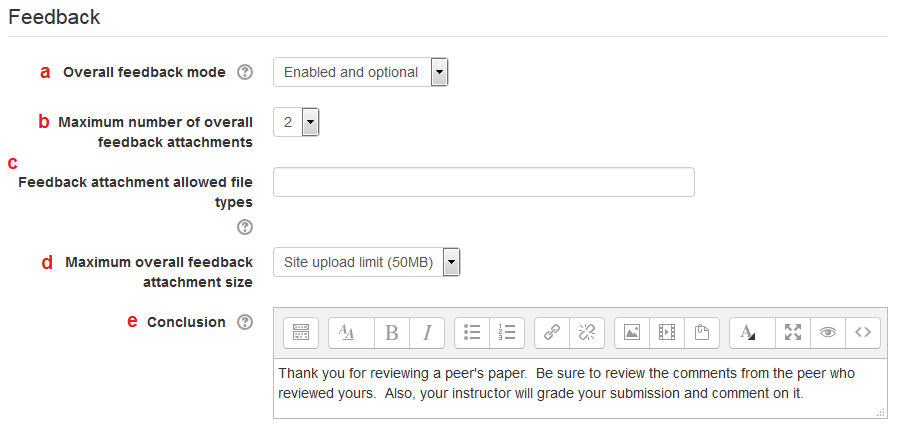 Feedback
a Overall feedback mode Enabled and optional
b Maximum number of overall 2
feedback attachments
c
Feedback attachment allowed file
types
d Maximum overall feedback Site upload limit (50MB)
attachment size
e Conclusion
Thank you for reviewing a peer's paper.  Be sure to review the comments from the peer who
reviewed yours.  Also, your instructor will grade your submission and comment on it.